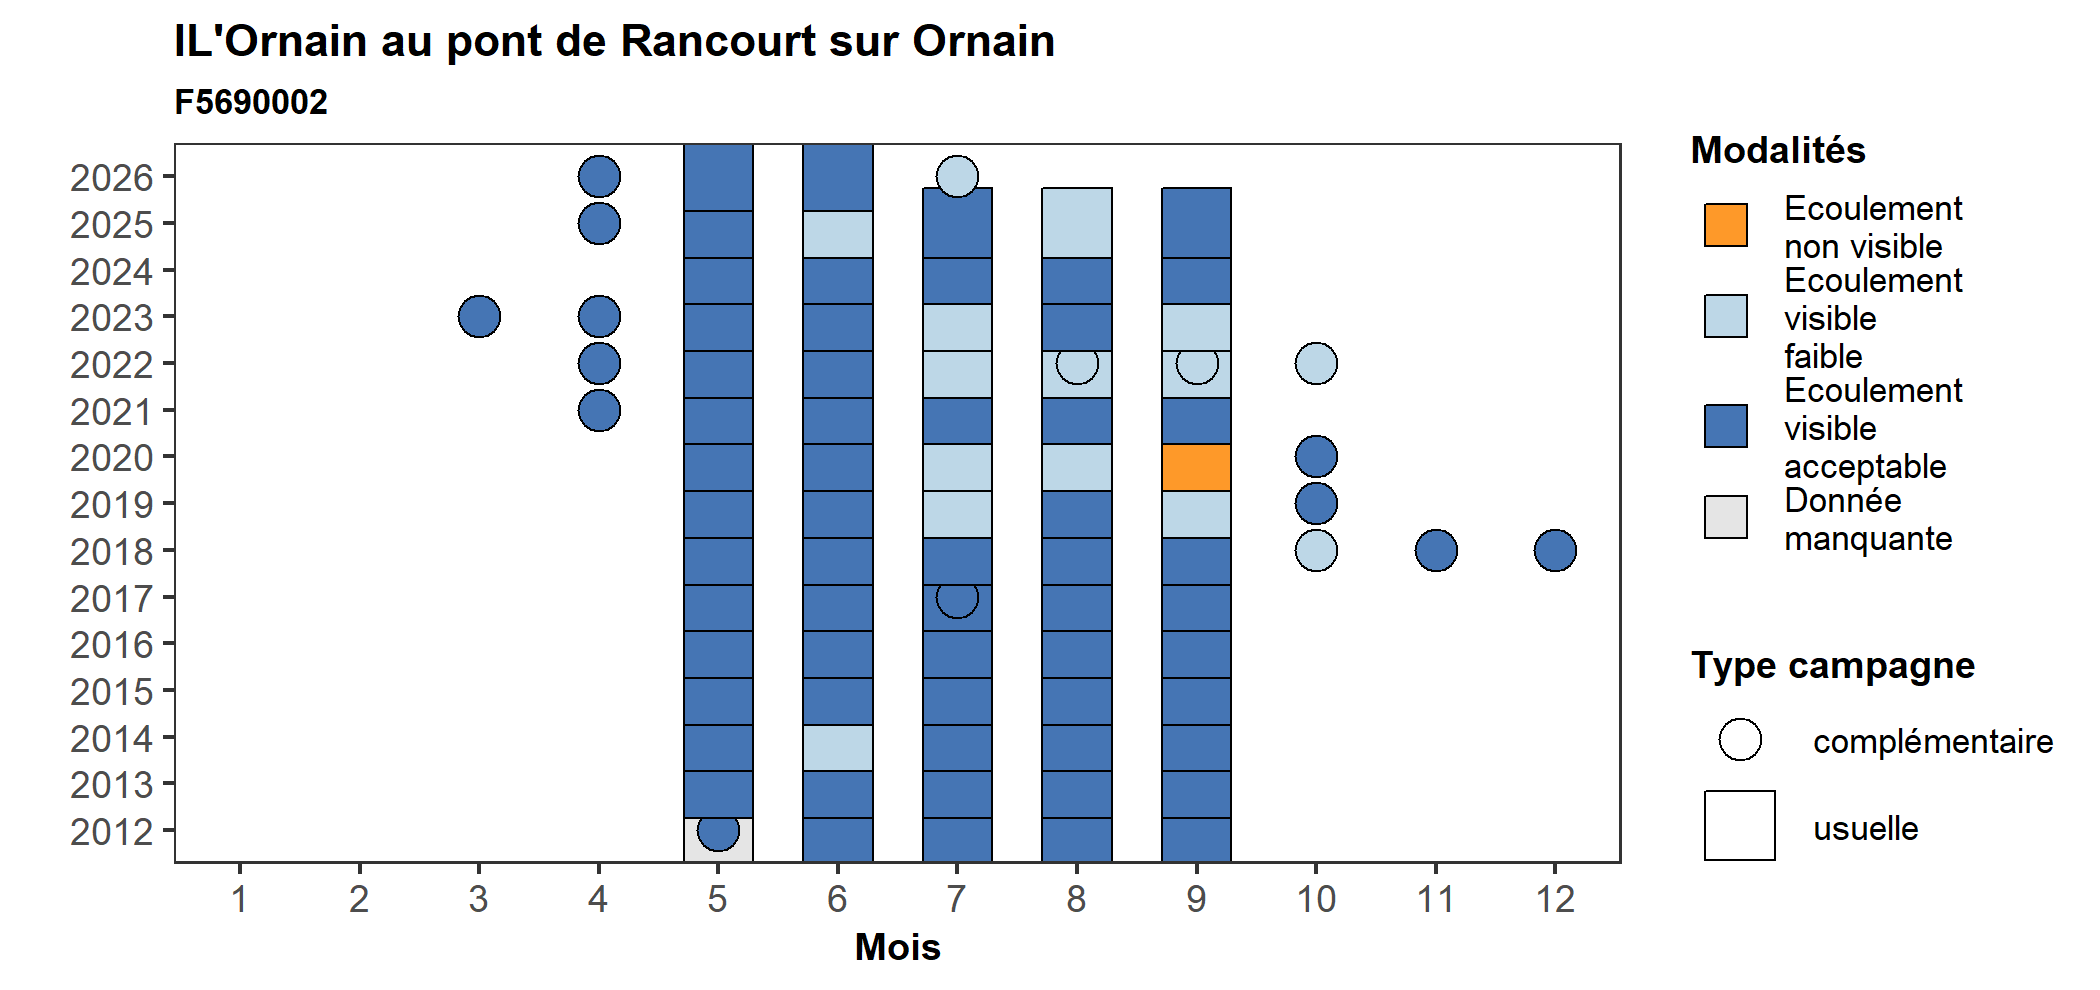 IL'Ornain au pont de Rancourt sur Ornain
F5690002
2026
2025
2024
2023
2022
2021
2020
2019
2018
2017
2016
2015
2014
2013
2012
1 2 3 4 5 6 7 8 9 10 11 12
Mois
Modalités
Ecoulement
non visible
Ecoulement
visible
faible
Ecoulement
visible
acceptable
Donnée
manquante
Type campagne
complémentaire
usuelle